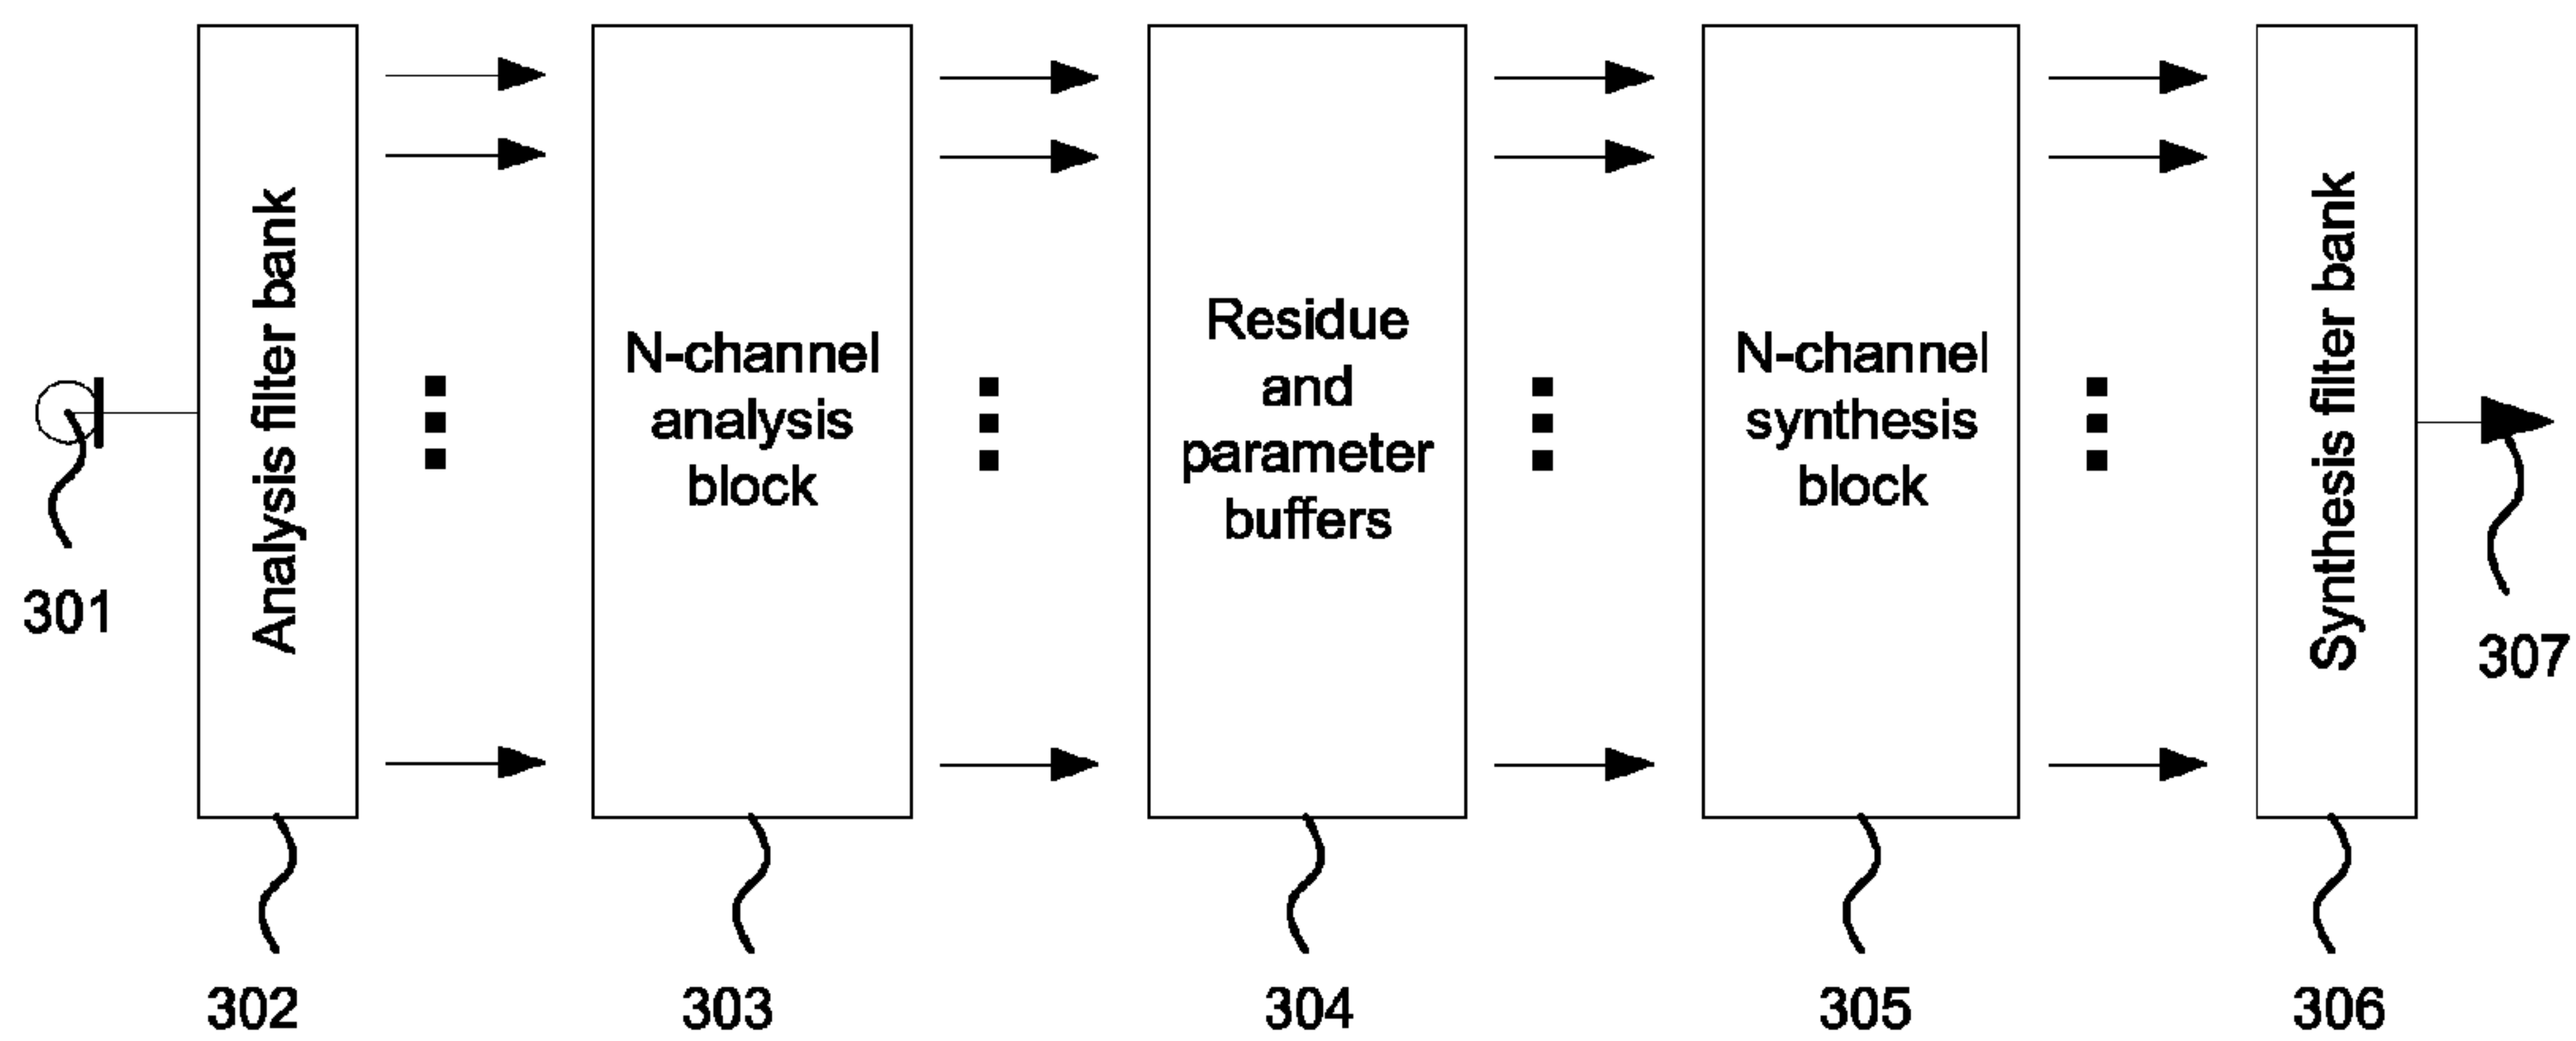 Analysis filter bank
N-channel
analysis
block
Residue
and
parameter
buffers
N-channel
synthesis
block
Synthesis filter bank
301
307
302
303
304
305
306